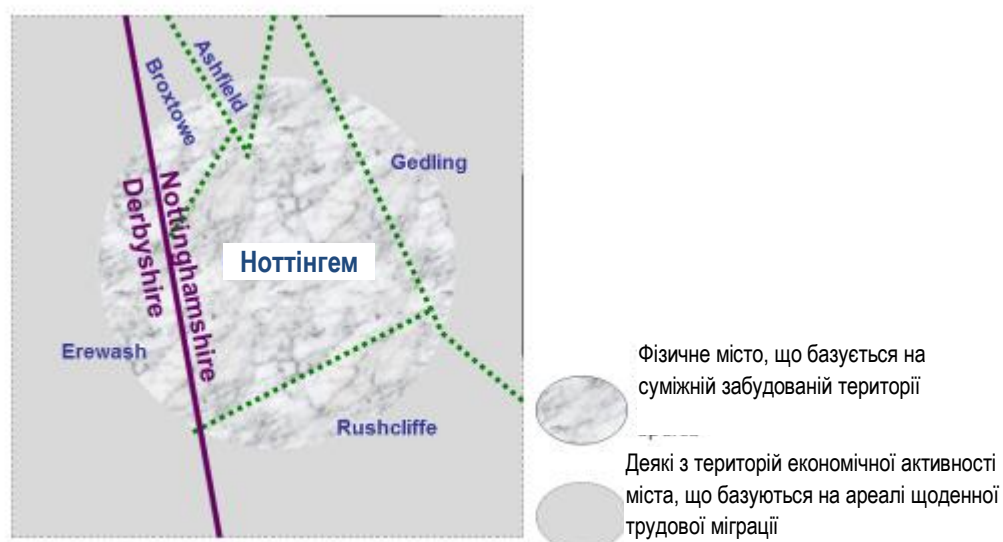 Ashfield
Broxtowe
Gedling
Nottinghamshire
Derbyshire
Ноттінгем
Erewash
Rushcliffe
Фізичне місто, що базується на
суміжній забудованій території
Деякі з територій економічної активності
міста, що базуються на ареалі щоденної
трудової міграції